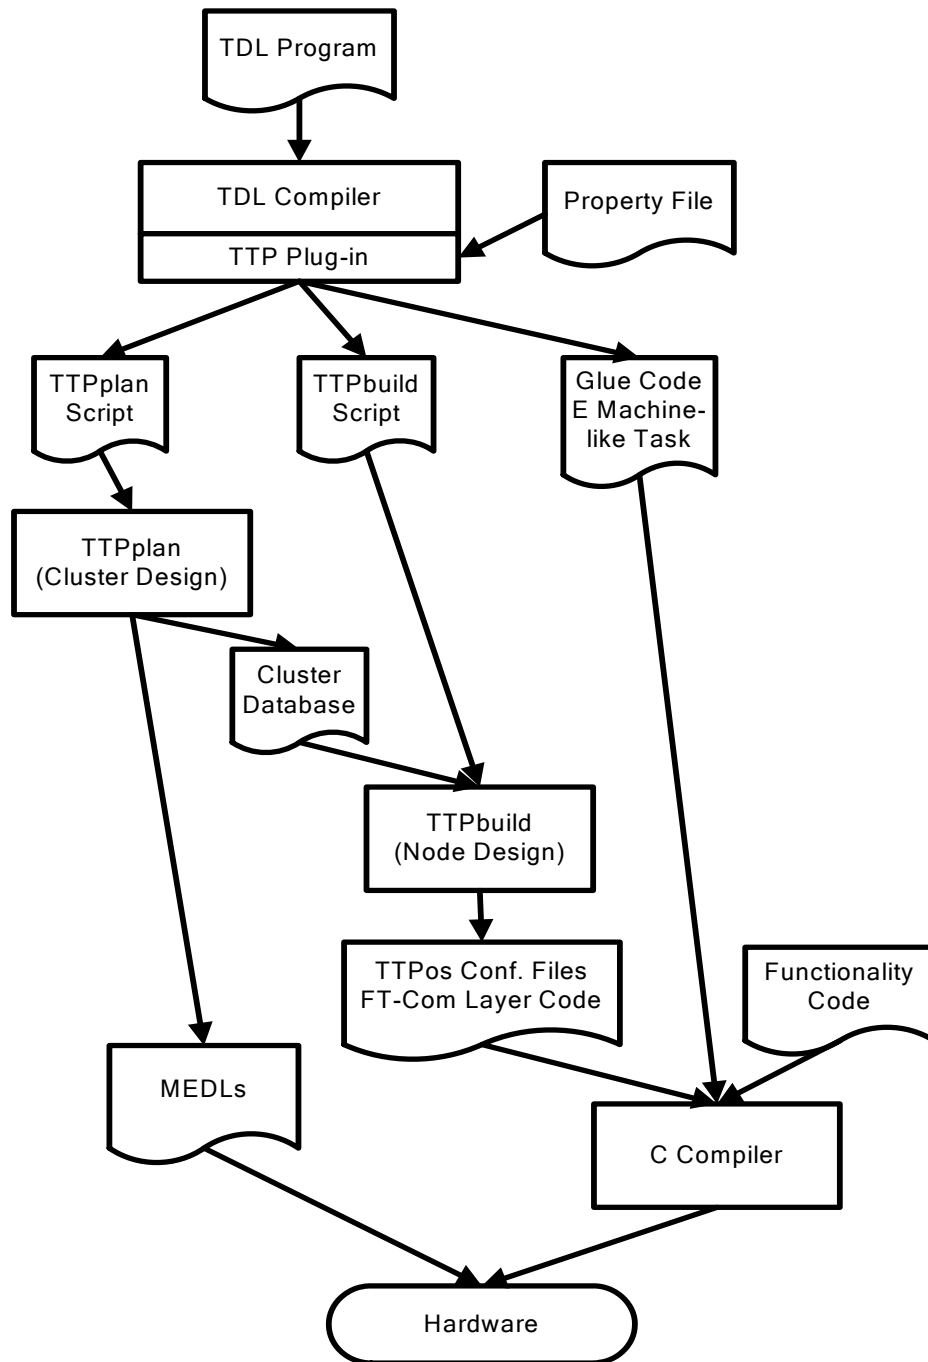 TDL Program
TDL Compiler
Property File
TTP Plug-in
TTPplan
Script
TTPbuild
Script
Glue Code
E Machine-
like Task
TTPplan
(Cluster Design)
Cluster
Database
TTPbuild
(Node Design)
TTPos Conf. Files
FT-Com Layer Code
Functionality
Code
MEDLs
C Compiler
Hardware